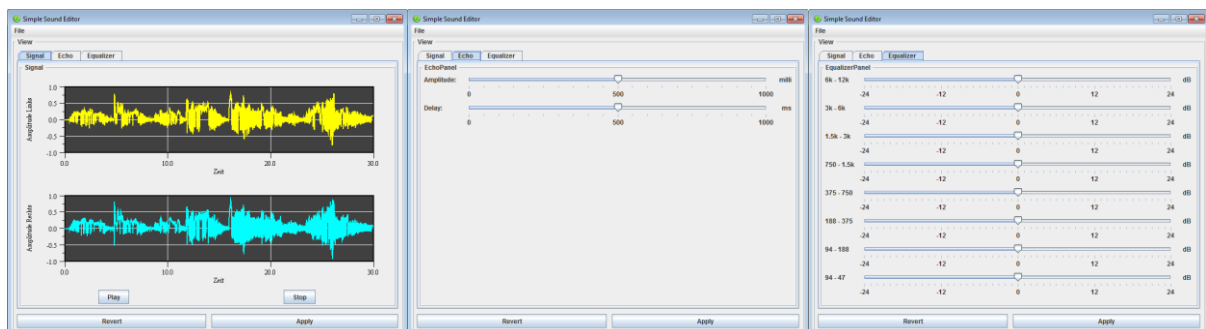 Simple Sound Editor
File
View
Signal Echo Equalizer
Signal
Amplitude Links
1.0
0.5
0.0
-0.5
-1.0
0.0 10.0 20.0 30.0
Zeit
Amplitude Rechts
1.0
0.5
0.0
-0.5
-1.0
0.0 10.0 20.0 30.0
Zeit
Play Stop
Revert Apply
Simple Sound Editor
File
View
Signal Echo Equalizer
EchoPanel
Amplitude: milli
0 500 1000
Delay: ms
0 500 1000
Revert Apply
Simple Sound Editor
File
View
Signal Echo Equalizer
EqualizerPanel
6k - 12k dB
-24 -12 0 12 24
3k - 6k dB
-24 -12 0 12 24
1.5k - 3k dB
-24 -12 0 12 24
750 - 1.5k dB
-24 -12 0 12 24
375 - 750 dB
-24 -12 0 12 24
188 - 375 dB
-24 -12 0 12 24
94 - 188 dB
-24 -12 0 12 24
94 - 47 dB
-24 -12 0 12 24
Revert Apply